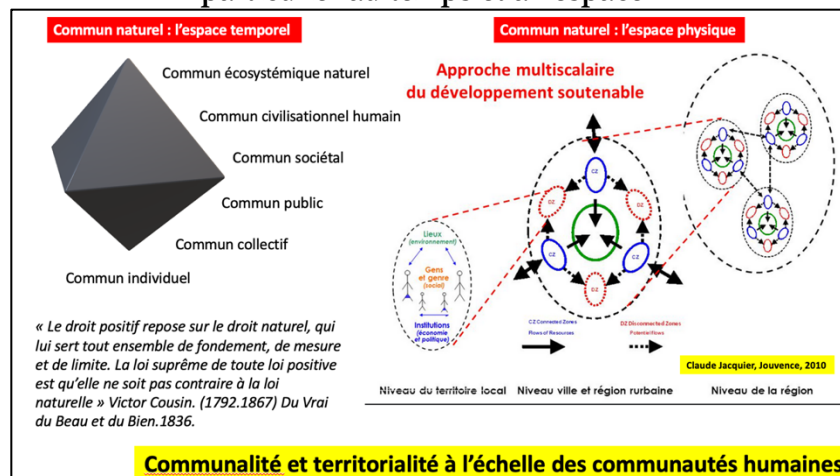 Commun naturel : l'espace temporel
Commun écosystémique naturel
Commun civilisationnel humain
Commun sociétal
Commun public
Commun collectif
Commun individuel
« Le droit positif repose sur le droit naturel, qui
lui sert tout ensemble de fondement, de mesure
et de limite. La loi suprême de toute loi positive
est qu'elle ne soit pas contraire à la loi
naturelle » Victor Cousin. (1792.1867) Du Vrai
du Beau et du Bien.1836.
Commun naturel : l'espace physique
Approche multiscalaire
du développement soutenable
CZ
DZ
DZ
CZ
CZ
DZ
Lieux
(environnement)
Gens
et genre
(social)
Institutions
(économie
et politique)
CZ Connected Zones
Flows of Resources
DZ Disconnected Zones
Potential Flows
Claude Jacquier, Jouvence, 2010
Niveau du territoire local
Niveau ville et région rurbaine
Niveau de la région
Communalité et territorialité à l'échelle des communautés humaines